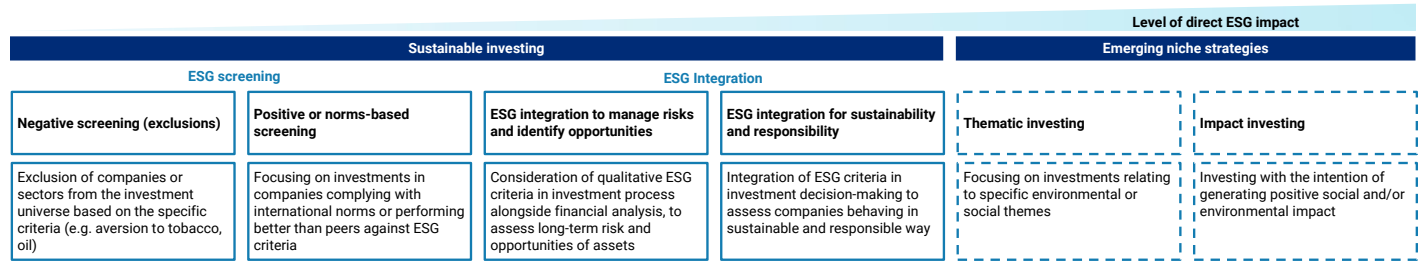 Level of direct ESG impact
Sustainable investing
Emerging niche strategies
ESG screening
ESG Integration
Negative screening (exclusions)
Positive or norms-based
screening
ESG integration to manage risks
and identify opportunities
ESG integration for sustainability
and responsibility
Thematic investing
Impact investing
Exclusion of companies or
sectors from the investment
universe based on the specific
criteria (e.g. aversion to tobacco,
oil)
Focusing on investments in
companies complying with
international norms or performing
better than peers against ESG
criteria
Consideration of qualitative ESG
criteria in investment process
alongside financial analysis, to
assess long-term risk and
opportunities of assets
Integration of ESG criteria in
investment decision-making to
assess companies behaving in
sustainable and responsible way
Focusing on investments relating
to specific environmental or
social themes
Investing with the intention of
generating positive social and/or
environmental impact